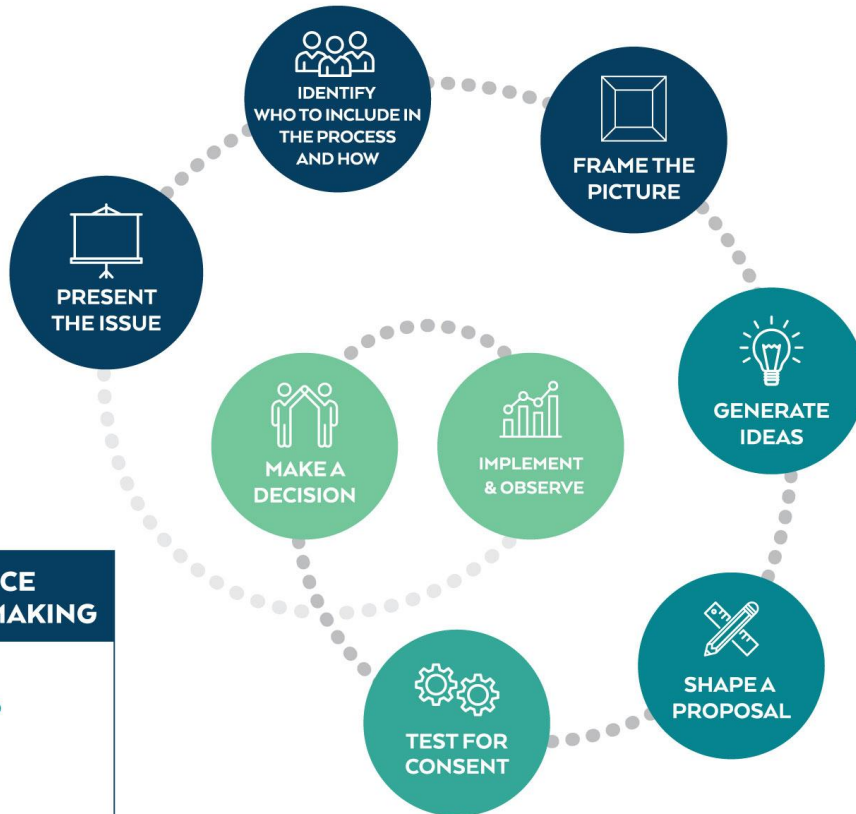 IDENTIFY
WHO TO INCLUDE IN
THE PROCESS
AND HOW
FRAME THE
PICTURE
PRESENT
THE ISSUE
GENERATE
IDEAS
MAKE A
DECISION
IMPLEMENT
& OBSERVE
SHAPE A
PROPOSAL
TEST FOR
CONSENT